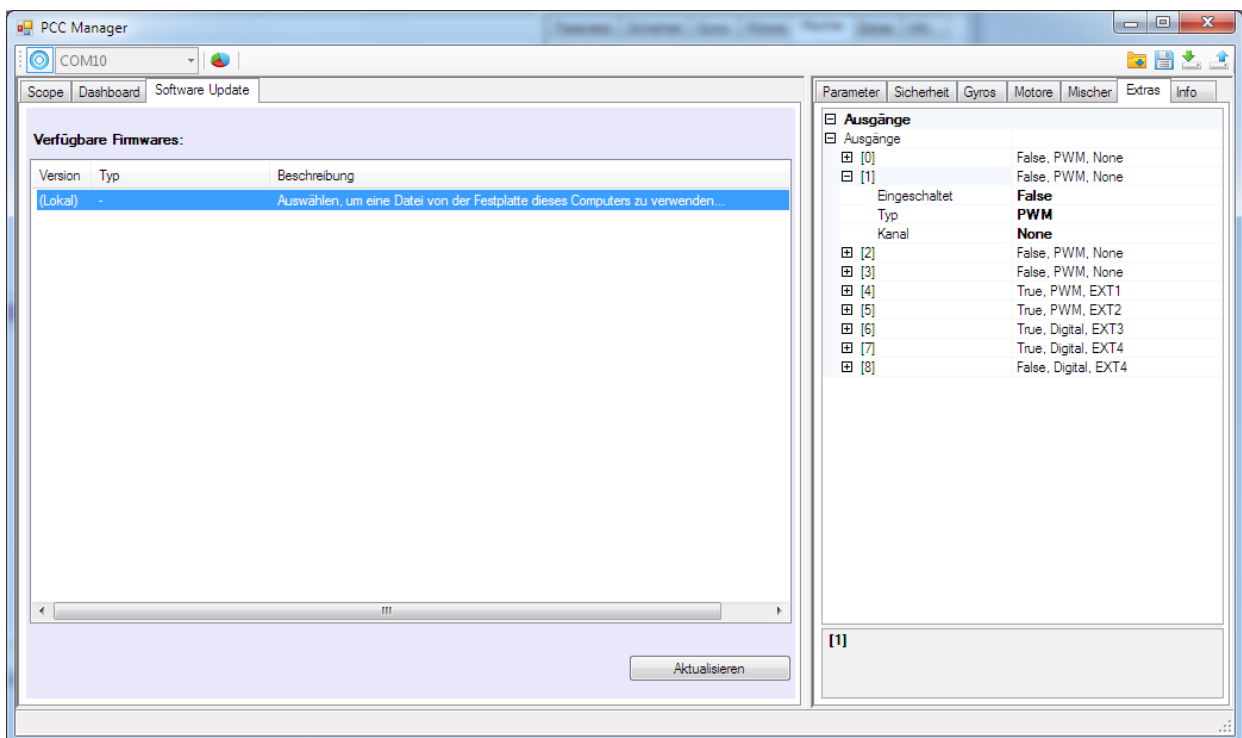 PCC Manager
COM10
Scope Dashboard Software Update
Verfügbare Firmwares:
Version Typ Beschreibung
(Lokal) - Auswählen, um eine Datei von der Festplatte dieses Computers zu verwenden...
Aktualisieren
Parameter Sicherheit Gyros Motore Mischer Extras Info
Ausgänge
Ausgänge
[0] False, PWM, None
[1] False, PWM, None
Eingeschaltet False
Typ PWM
Kanal None
[2] False, PWM, None
[3] False, PWM, None
[4] True, PWM, EXT1
[5] True, PWM, EXT2
[6] True, Digital, EXT3
[7] True, Digital, EXT4
[8] False, Digital, EXT4
[1]